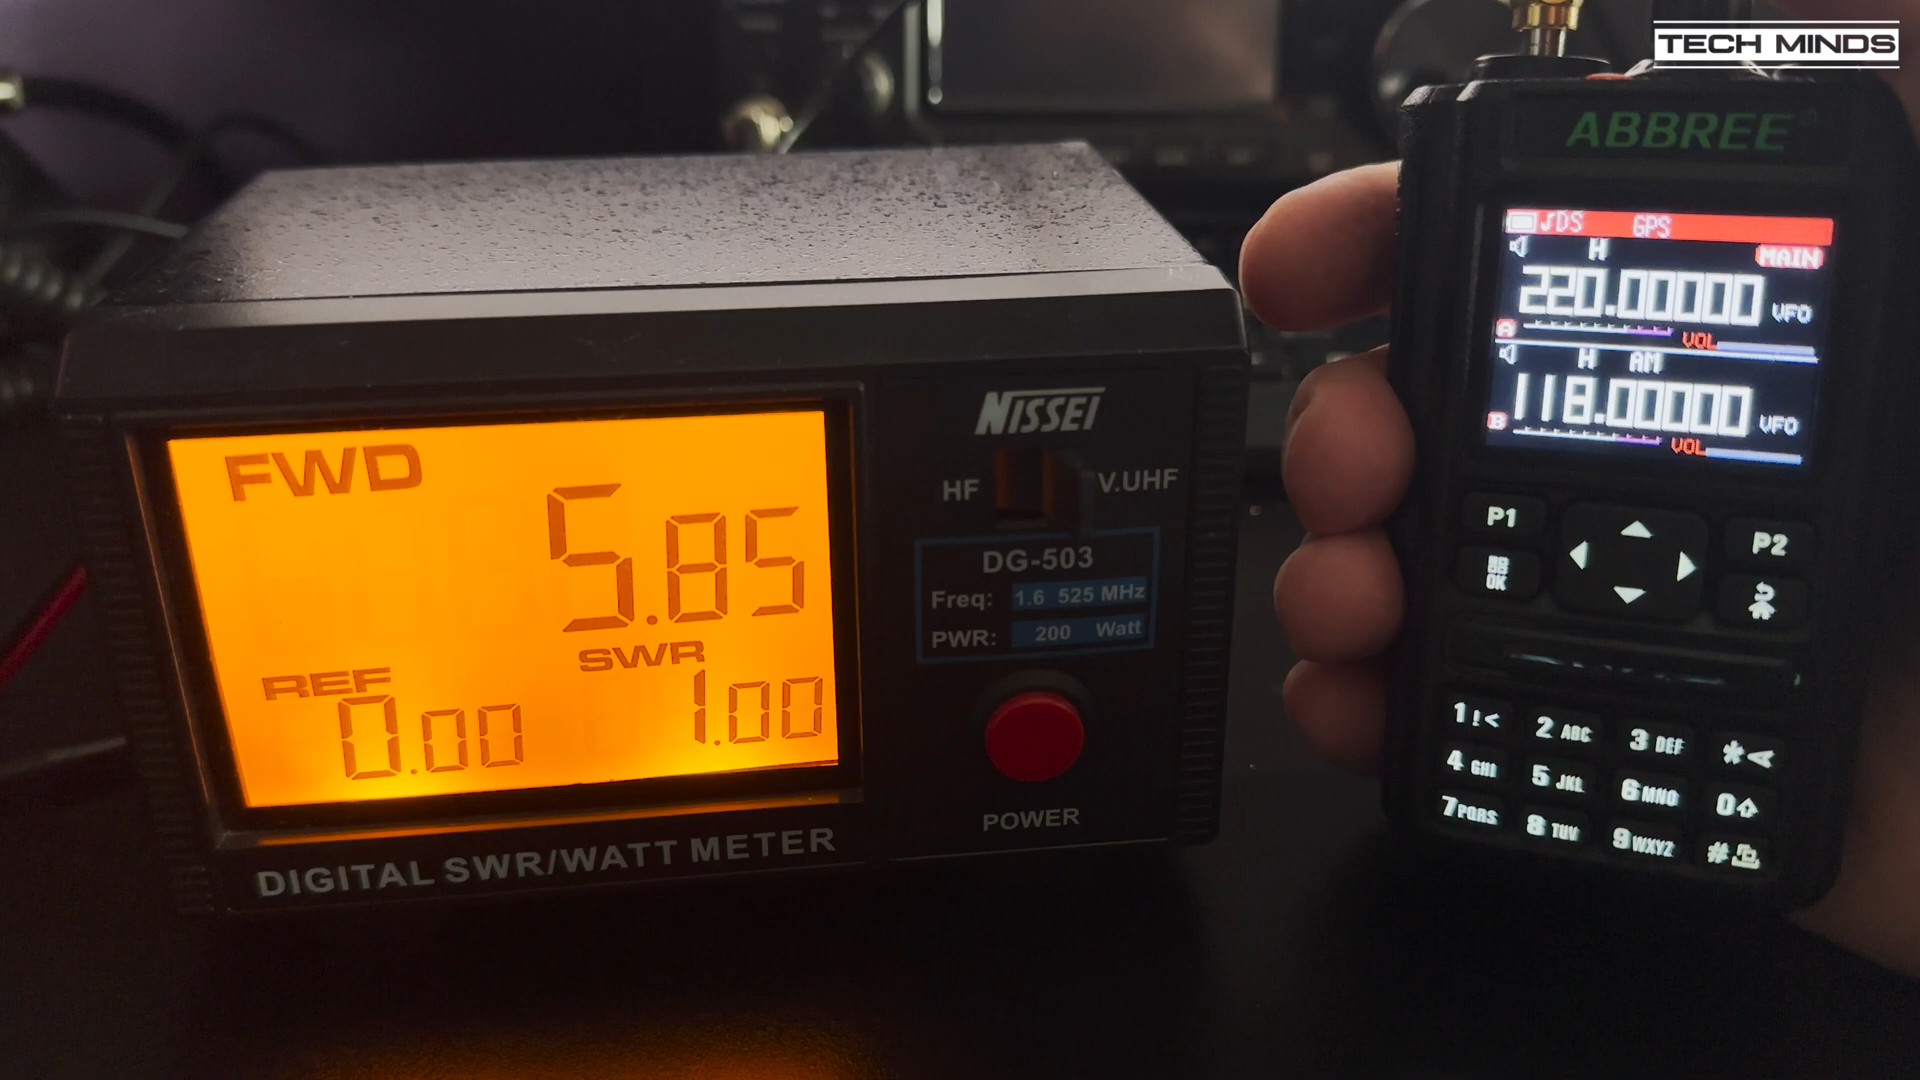 TECH MINDS
ABBREE
DS GPS
H
MAIN
220.00000 VFO
A
VOL
H AM
118.00000 VFO
B
VOL
NISSEI
HF V.UHF
DG-503
Freq: 1.6 525 MHz
PWR: 200 Watt
POWER
FWD
5.85
REF
0.00
SWR
1.00
DIGITAL SWR/WATT METER
P1
P2
OK
1!<
2 ABC
3 DEF
*
4 GHI
5 JKL
6 MNO
0
7 PQRS
8 TUV
9 WXYZ
#